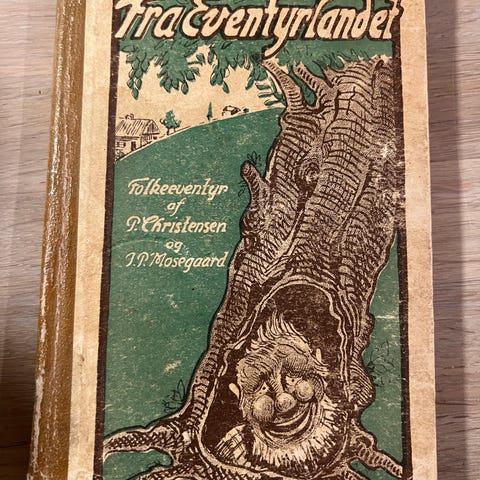 Fra Eventyrlandet
Folkeeventyr
af
P. Christensen
og
J.P. Mosegaard